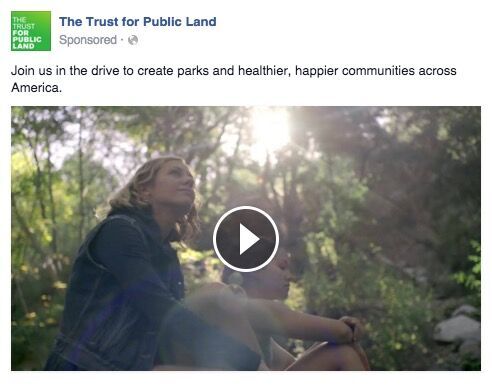 THE
TRUST
FOR
PUBLIC
LAND
The Trust for Public Land
Sponsored ·
Join us in the drive to create parks and healthier, happier communities across
America.